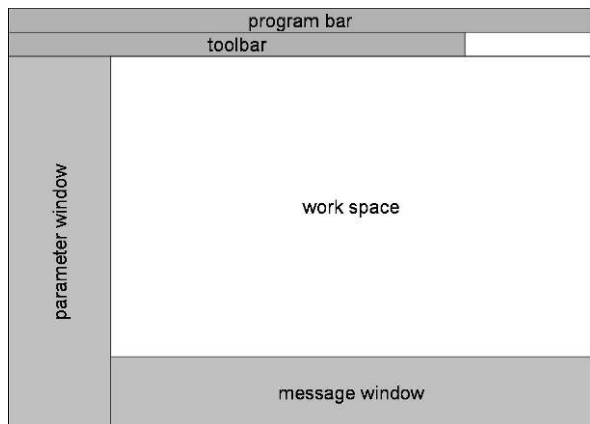 program bar
toolbar
parameter window
work space
message window